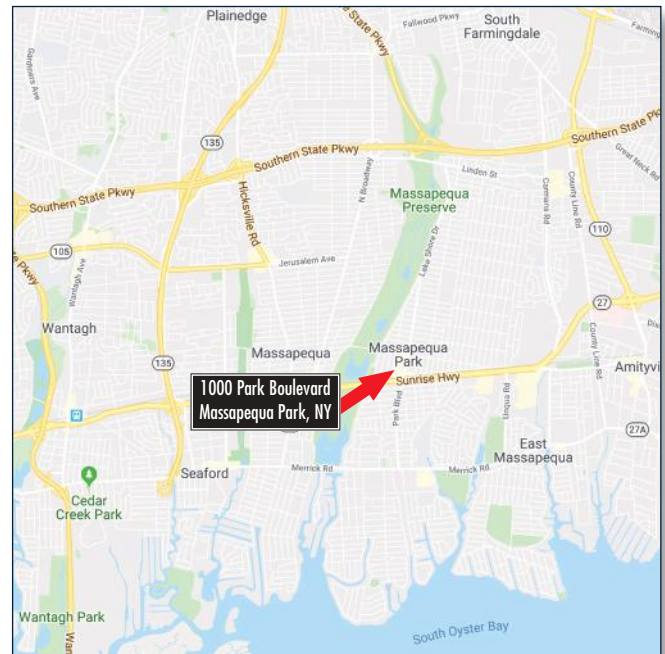 Plainedge
Fallwood Pkwy
South
Farmingdale
State Pkwy
Gardiners Ave
135
Southern State Pkwy
Southern State Pkwy
Great Neck Rd
Linden St
N Broadway
Massapequa
Preserve
Carmans Rd
County Line Rd
Southern State Pkwy
Hicksville Rd
110
105
Wantagh Ave
Jerusalem Ave
Lake Shore Dr
27
Wantagh
135
Massapequa
Massapequa
Park
County Line Rd
Amityvi
1000 Park Boulevard
Massapequa Park, NY
Sunrise Hwy
Park Blvd
27A
East
Massapequa
Seaford
Merrick Rd
Merrick Rd
Cedar
Creek Park
Wantagh Park
Wan
South Oyster Bay